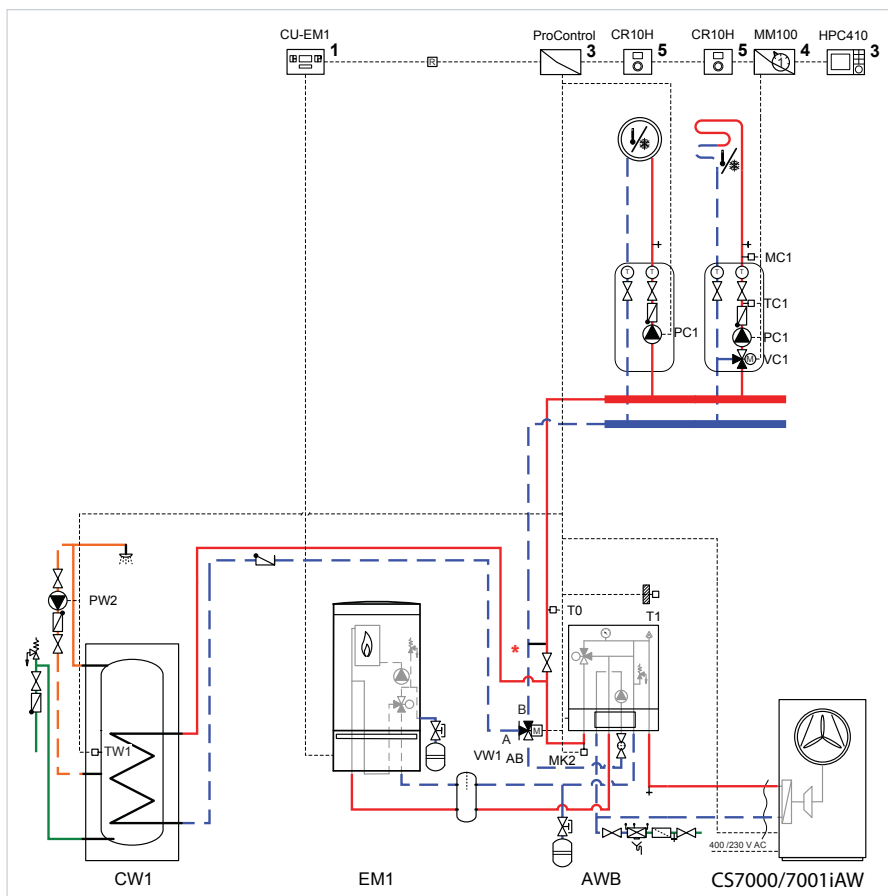 CU-EM1 ProControl CR10H CR10H MM100 HPC410
1 3 5 5 4 3
R
1
T T T T
MC1
TC1
PC1 PC1
M VC1
PW2
T0
T1
*
B
A M
TW1
VW1 AB MK2
400 /230 V AC
CW1 EM1 AWB CS7000/7001iAW